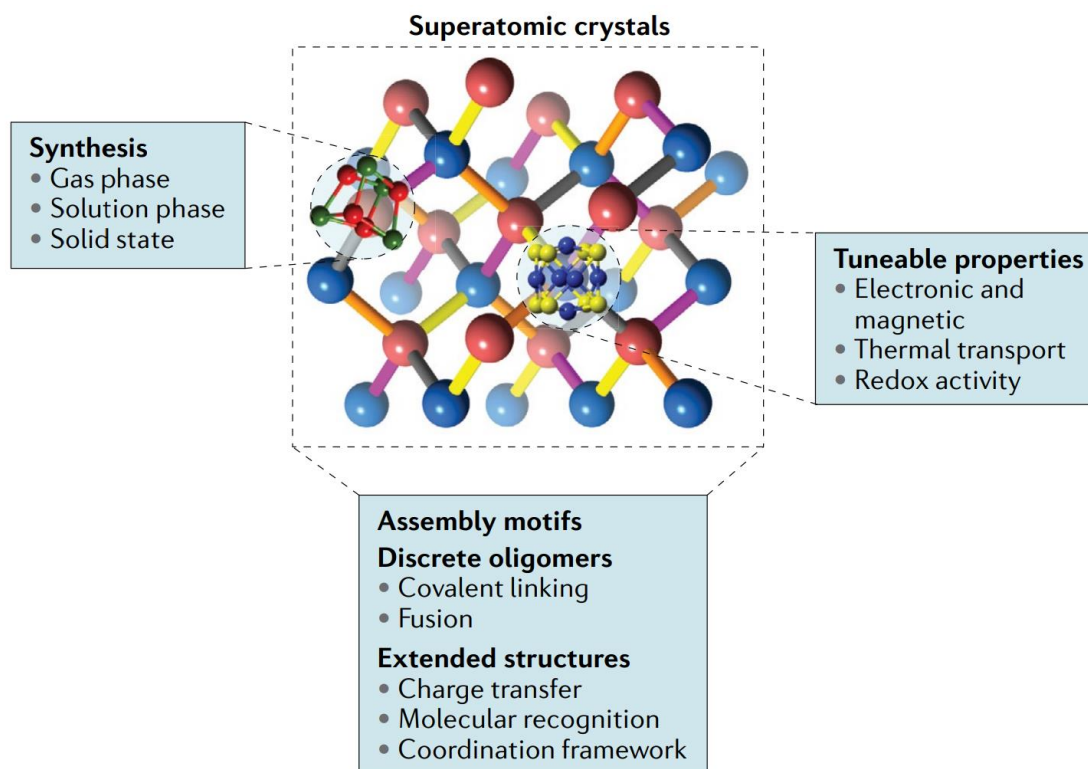 Superatomic crystals
Synthesis
• Gas phase
• Solution phase
• Solid state
Tuneable properties
• Electronic and
magnetic
• Thermal transport
• Redox activity
Assembly motifs
Discrete oligomers
• Covalent linking
• Fusion
Extended structures
• Charge transfer
• Molecular recognition
• Coordination framework